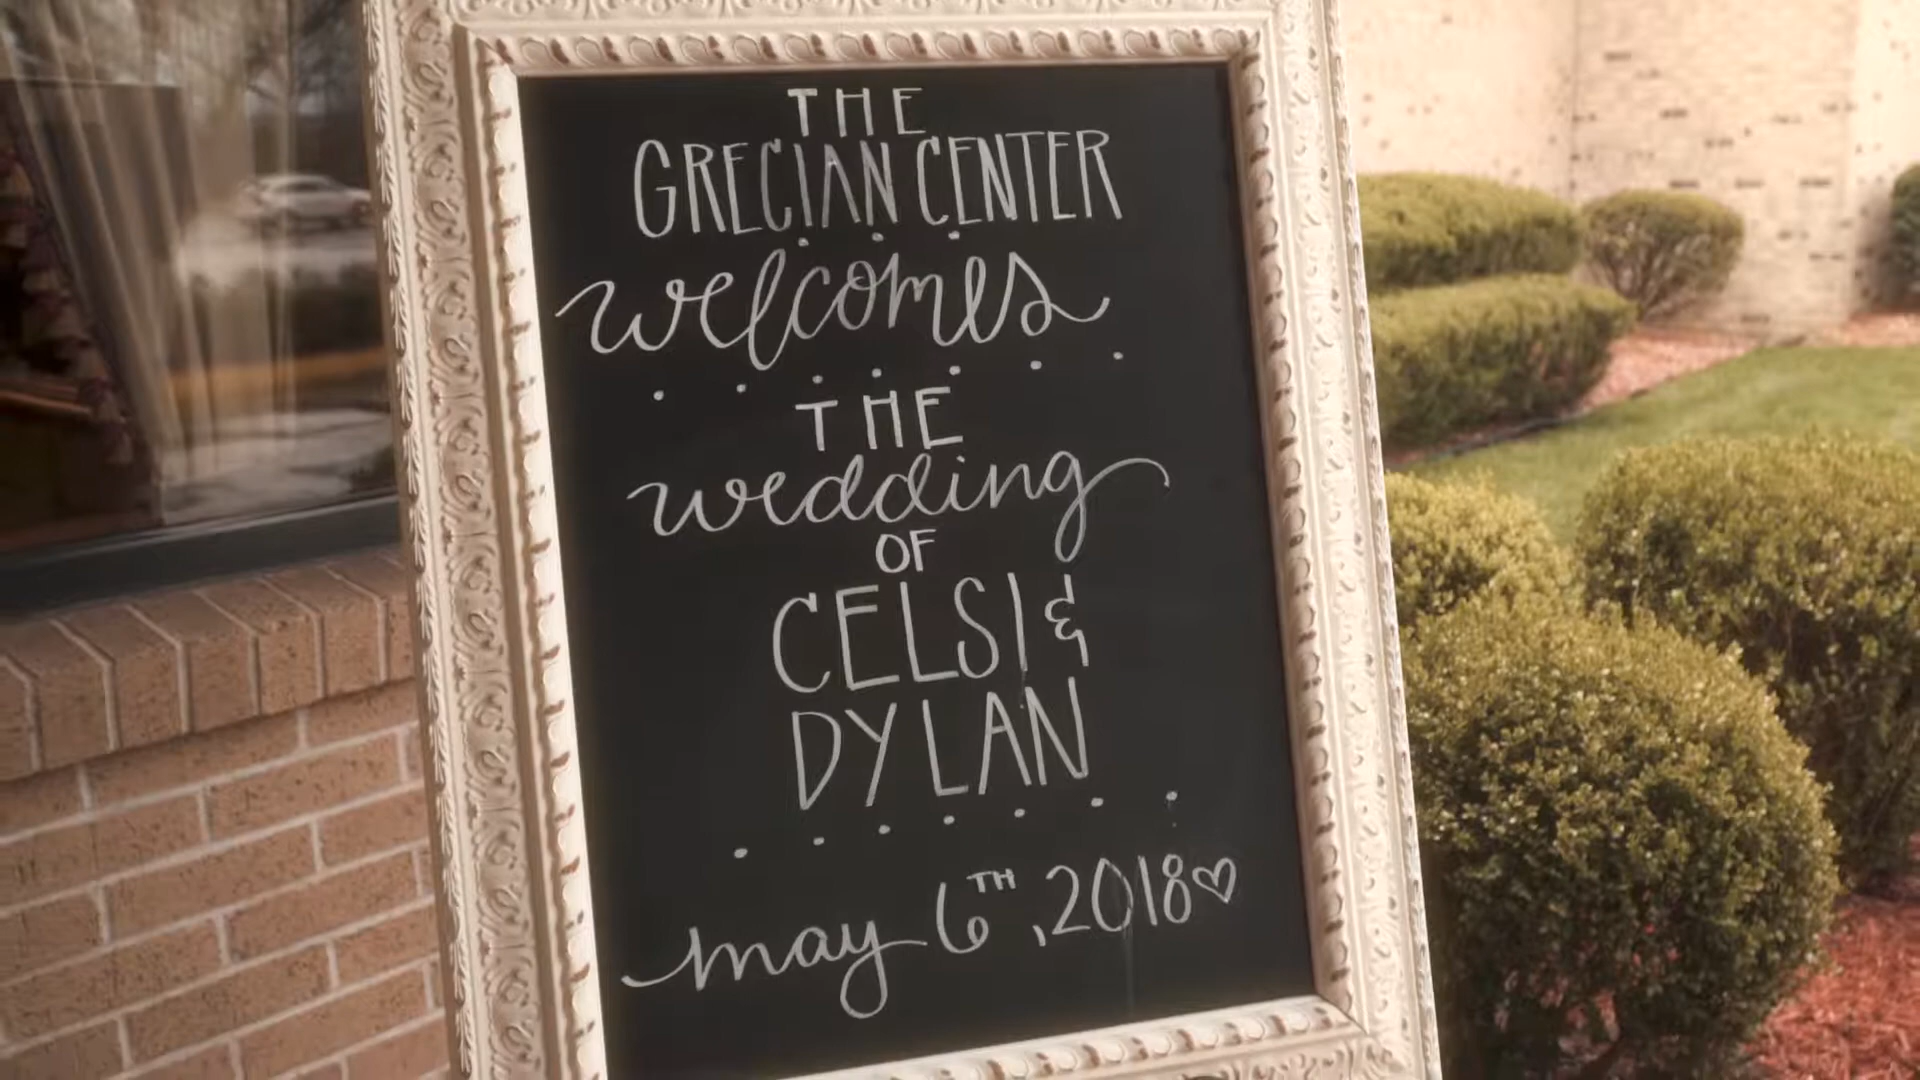 THE
GRECIAN CENTER
welcomes
THE
wedding
OF
CELSI &
DYLAN
may 6TH, 2018♡